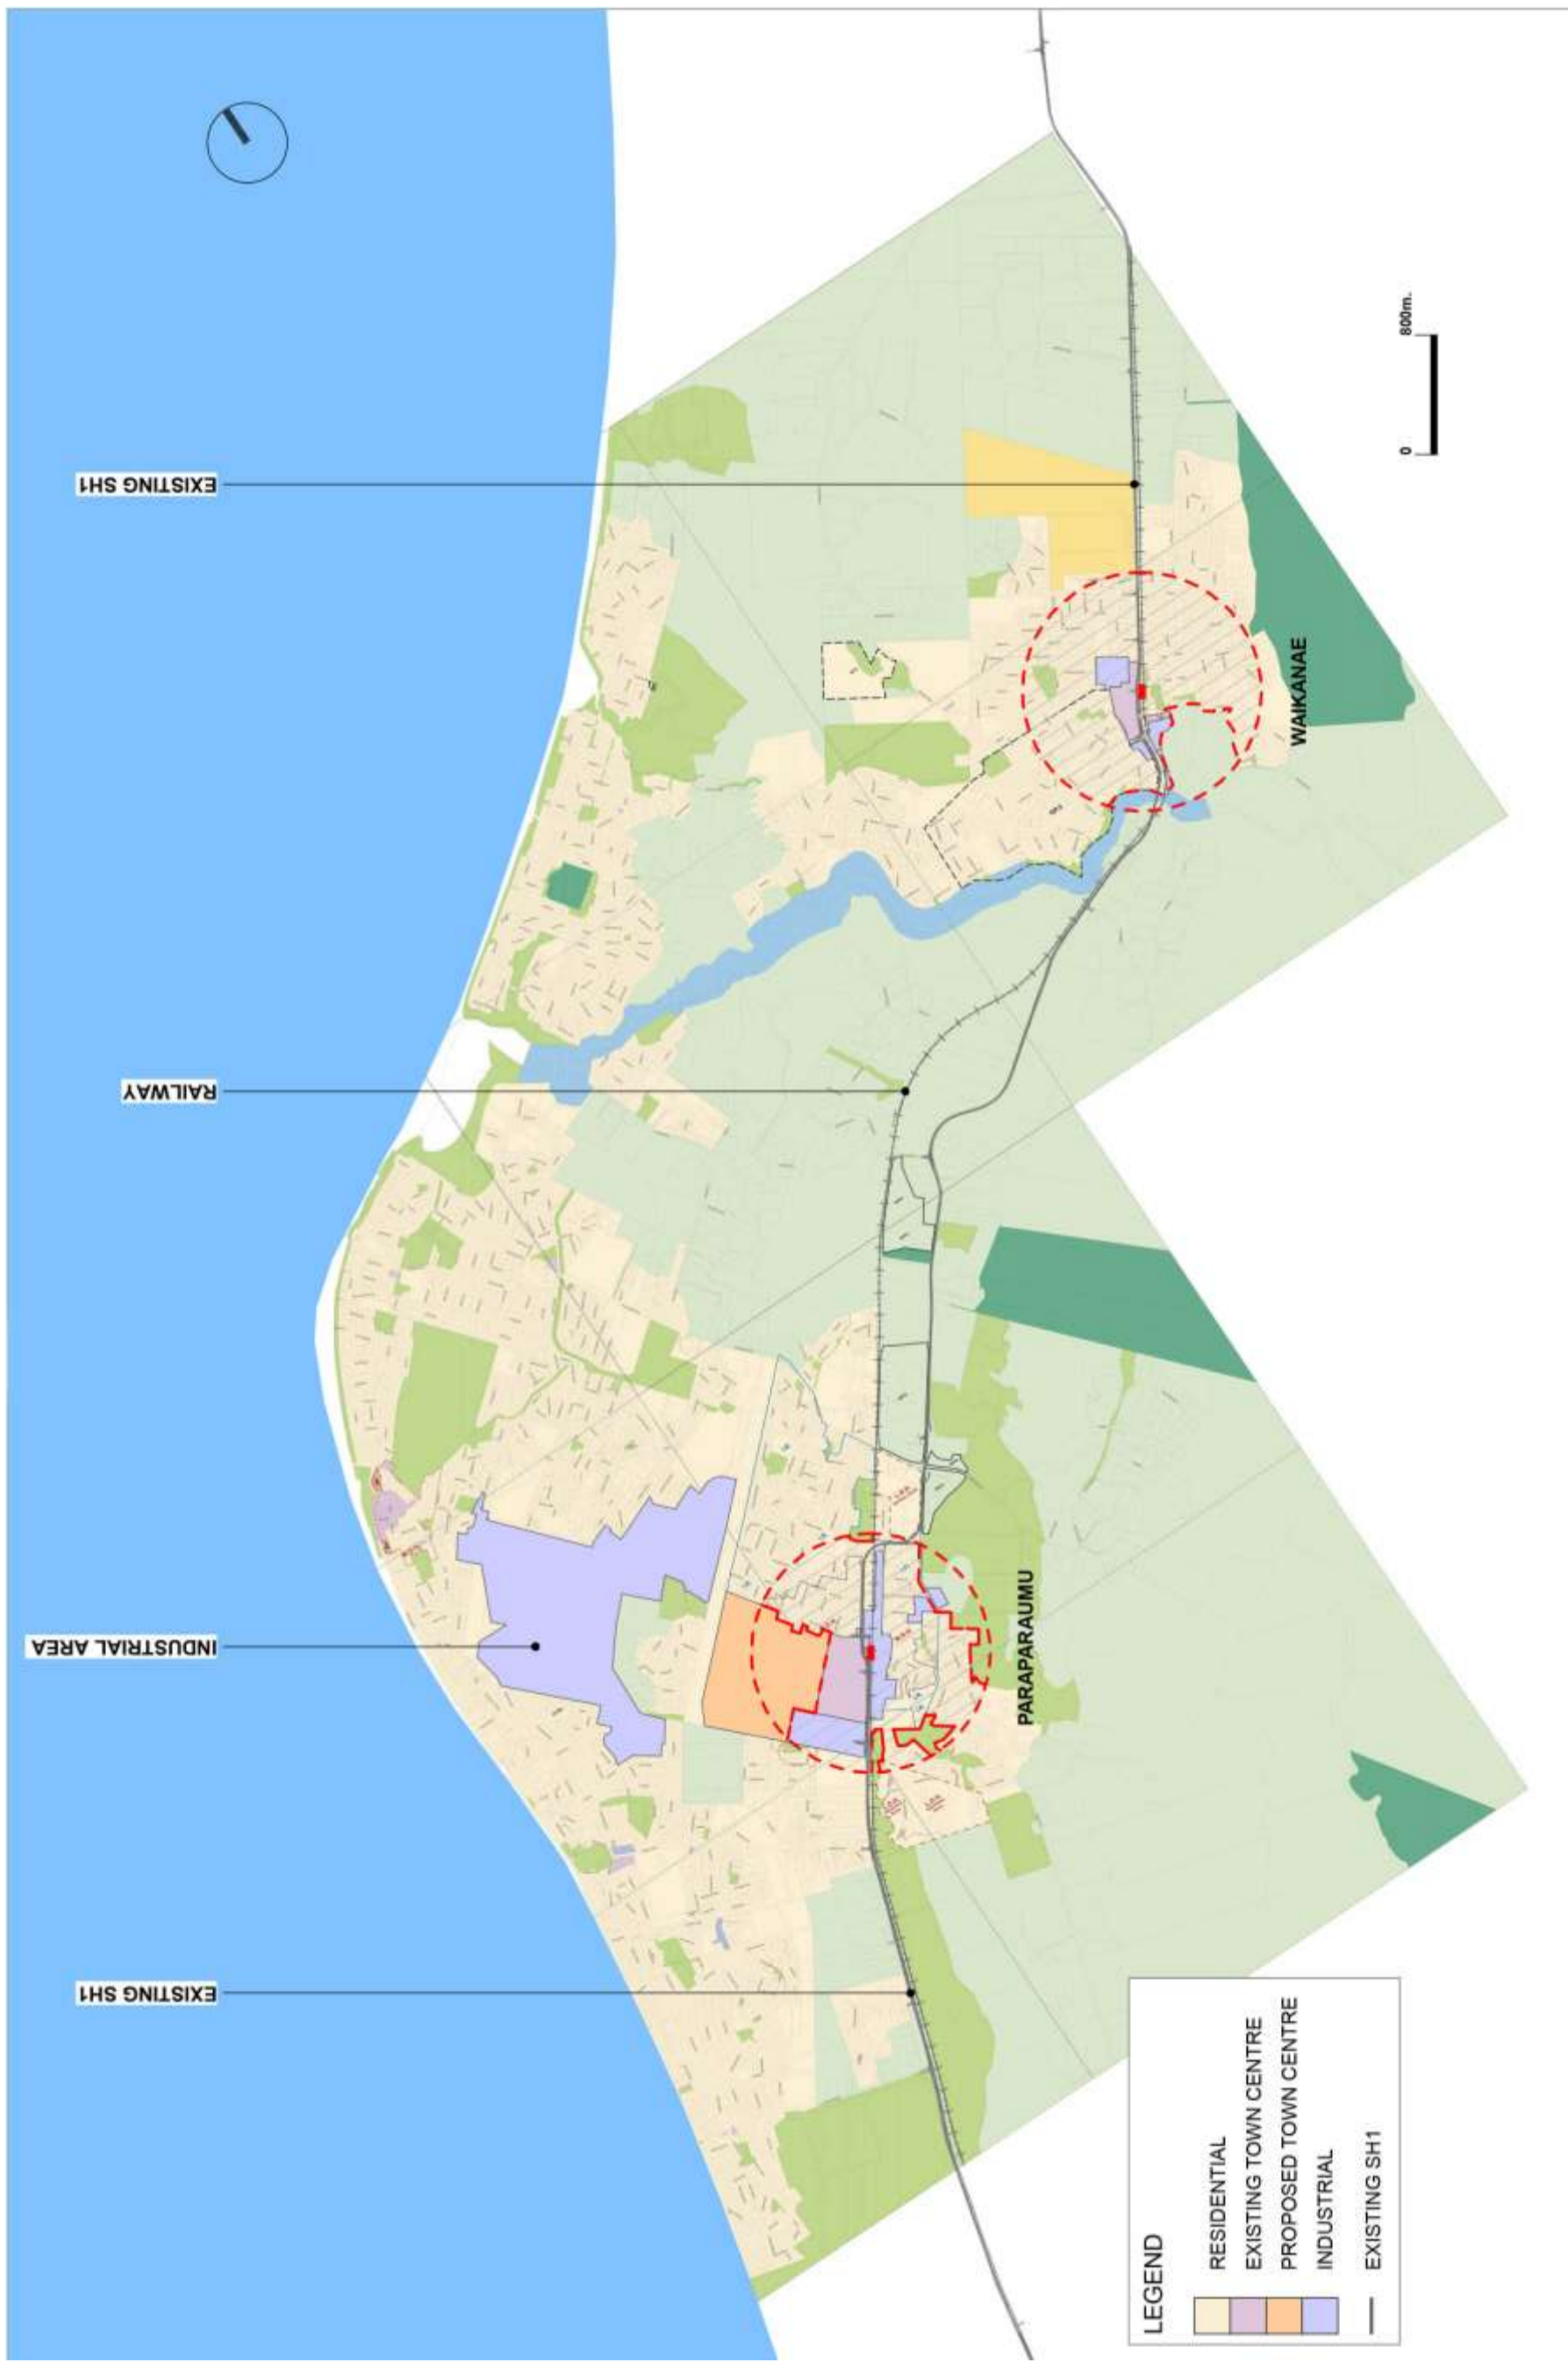 EXISTING SH1
RAILWAY
INDUSTRIAL AREA
EXISTING SH1
WAIKANAE
PARAPARAUMU
0 800m.
LEGEND
RESIDENTIAL
EXISTING TOWN CENTRE
PROPOSED TOWN CENTRE
INDUSTRIAL
EXISTING SH1